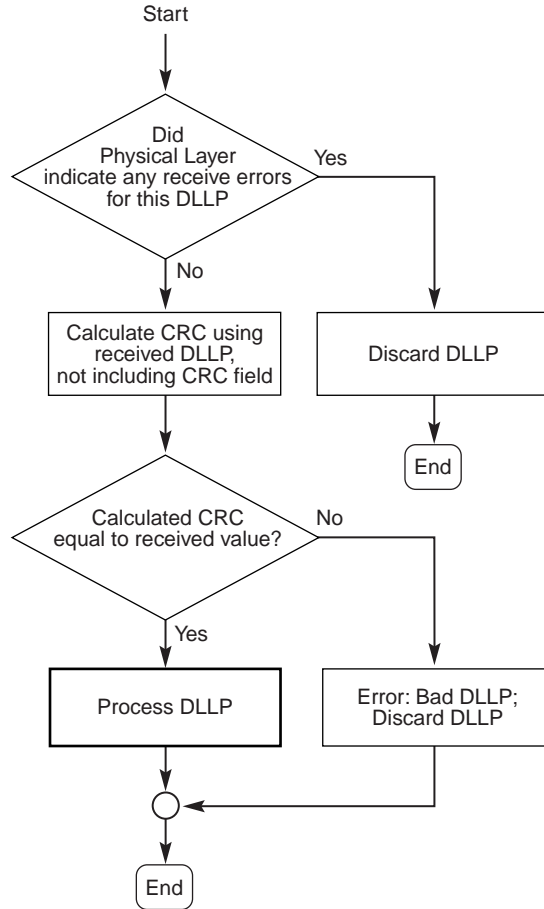 Start
Did
Physical Layer
indicate any receive errors
for this DLLP
Yes
No
Calculate CRC using
received DLLP,
not including CRC field
Discard DLLP
End
Calculated CRC
equal to received value?
No
Yes
Process DLLP
Error: Bad DLLP;
Discard DLLP
End